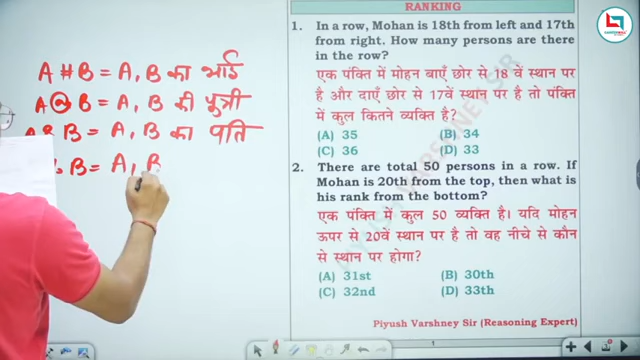 A # B = A, B का भाई
A @ B = A, B की पुत्री
A & B = A, B का पति
B = A, B
RANKING
1. In a row, Mohan is 18th from left and 17th
from right. How many persons are there
in the row?
एक पंक्ति में मोहन बाएँ छोर से 18 वें स्थान पर
है और दाएँ छोर से 17वें स्थान पर है तो पंक्ति
में कुल कितने व्यक्ति है?
(A) 35 (B) 34
(C) 36 (D) 33
2. There are total 50 persons in a row. If
Mohan is 20th from the top, then what is
his rank from the bottom?
एक पंक्ति में कुल 50 व्यक्ति है। यदि मोहन
ऊपर से 20वें स्थान पर है तो वह नीचे से कौन
से स्थान पर होगा?
(A) 31st (B) 30th
(C) 32nd (D) 33th
Piyush Varshney Sir (Reasoning Expert)